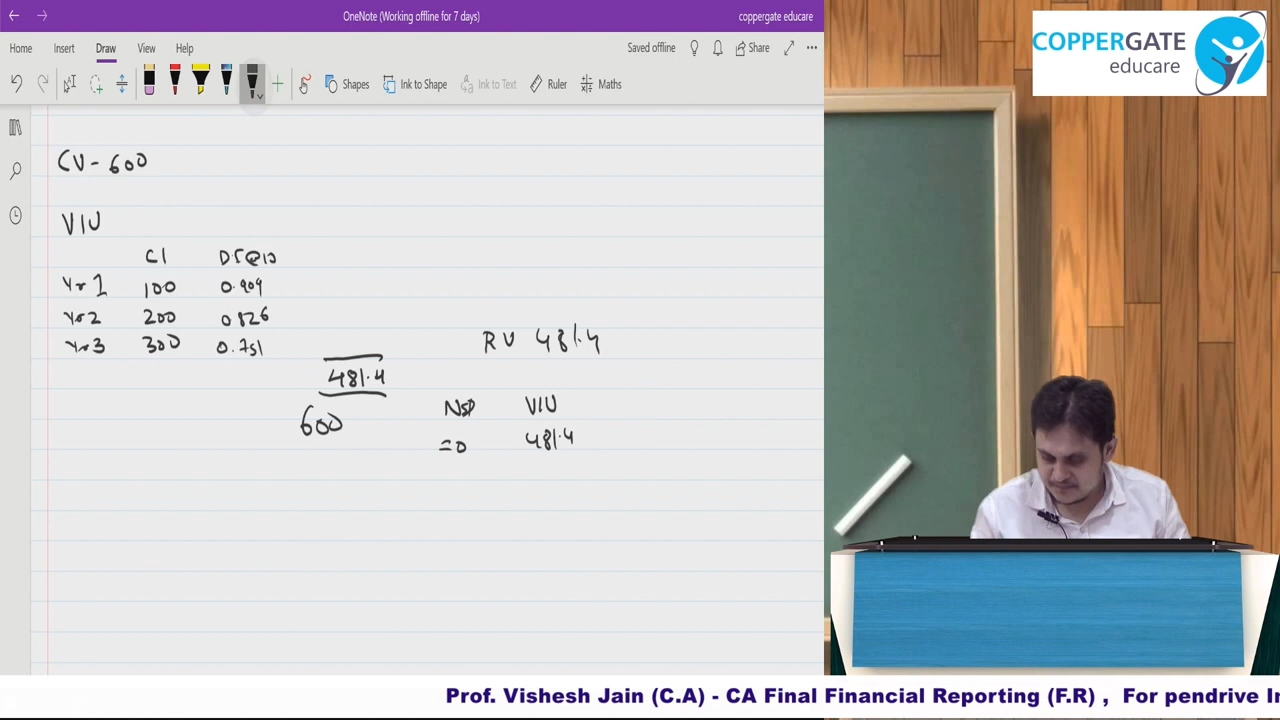 OneNote (Working offline for 7 days)
coppergate educare
Home Insert Draw View Help
Saved offline
Share
Shapes
Ink to Shape
Ink to Text
Ruler
Maths
COPPERGATE
educare
CV - 600
VIU
CI DF@10
Yr 1 100 0.909
Yr 2 200 0.826
Yr 3 300 0.751
481.4
600
RV 481.4
NSP VIU
=0 481.4
Prof. Vishesh Jain (C.A) - CA Final Financial Reporting (F.R) , For pendrive In